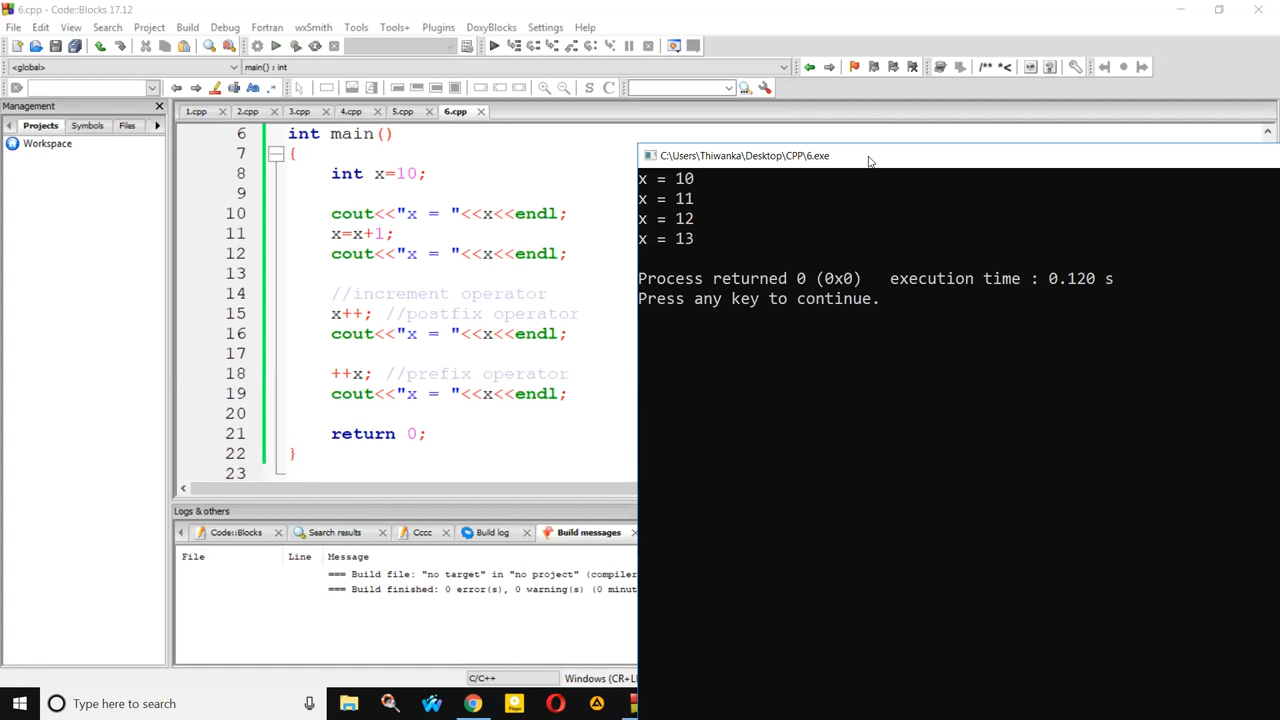 6.cpp - Code::Blocks 17.12
File Edit View Search Project Build Debug Fortran wxSmith Tools Tools+ Plugins DoxyBlocks Settings Help
<global> main() : int
/** *<
S C
Management
Projects Symbols Files
Workspace
1.cpp 2.cpp 3.cpp 4.cpp 5.cpp 6.cpp
6 int main()
7 {
8 int x=10;
9
10 cout<<"x = "<<x<<endl;
11 x=x+1;
12 cout<<"x = "<<x<<endl;
13
14 //increment operator
15 x++; //postfix operator
16 cout<<"x = "<<x<<endl;
17
18 ++x; //prefix operator
19 cout<<"x = "<<x<<endl;
20
21 return 0;
22 }
23
C:\Users\Thiwanka\Desktop\CPP\6.exe
x = 10
x = 11
x = 12
x = 13
Process returned 0 (0x0) execution time : 0.120 s
Press any key to continue.
Logs & others
Code::Blocks Search results Cccc Build log Build messages
File Line Message
=== Build file: "no target" in "no project" (compiler
=== Build finished: 0 error(s), 0 warning(s) (0 minut
C/C++ Windows (CR+LI
Type here to search